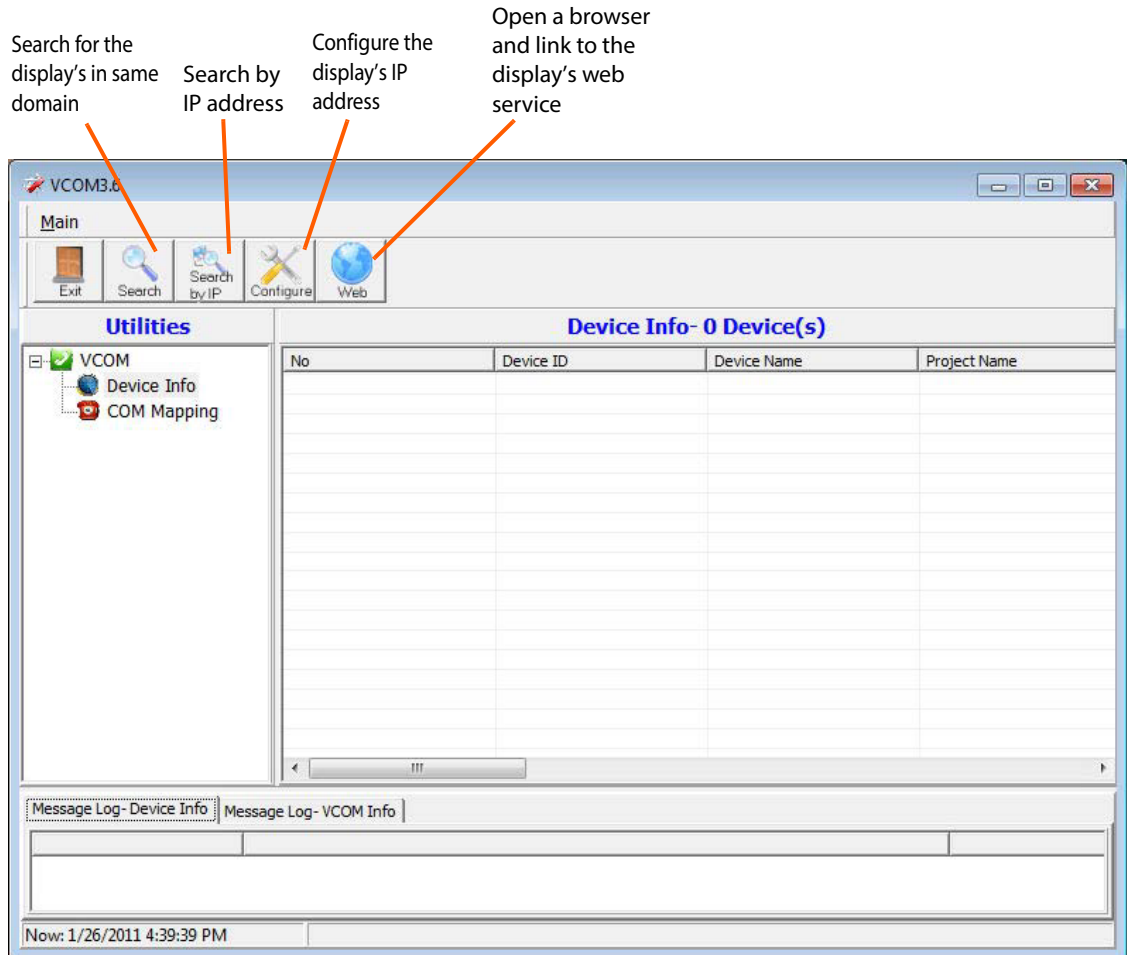 Open a browser
and link to the
display's web
service
Search for the
display's in same
domain
Search by
IP address
Configure the
display's IP
address
VCOM3.6
Main
Exit
Search
Search
by IP
Configure
Web
Utilities
Device Info- 0 Device(s)
VCOM
Device Info
COM Mapping
No
Device ID
Device Name
Project Name
Message Log- Device Info
Message Log- VCOM Info
Now: 1/26/2011 4:39:39 PM